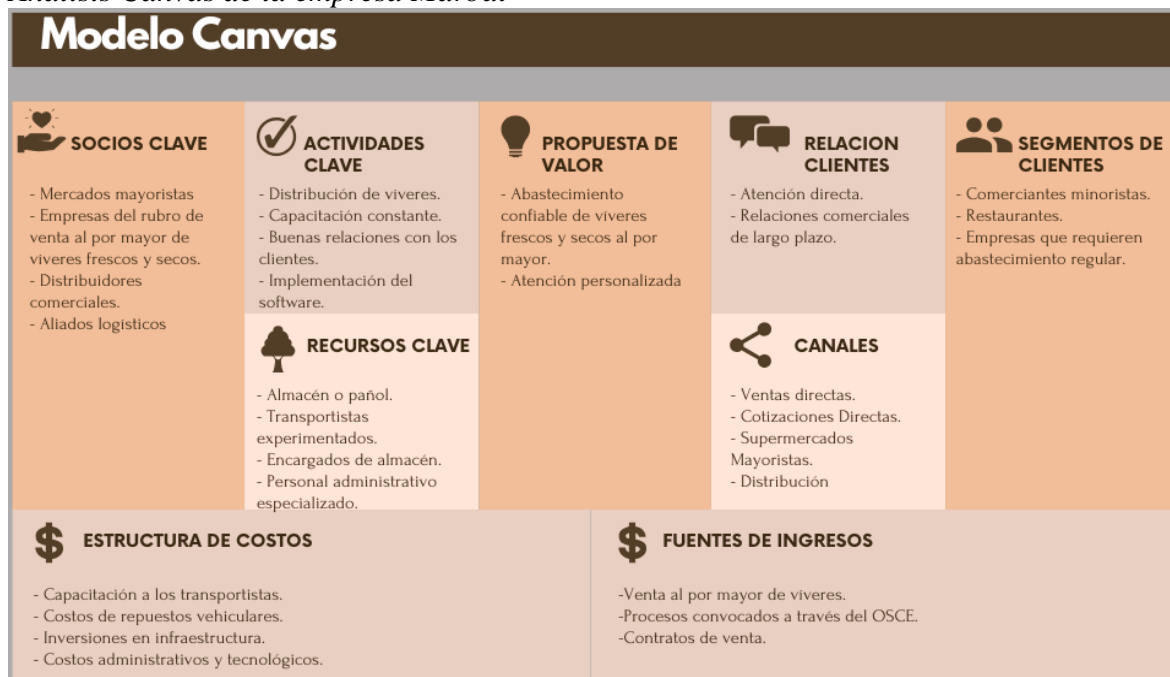 Análisis Canvas de la empresa Marbal
Modelo Canvas
SOCIOS CLAVE
- Mercados mayoristas
- Empresas del rubro de
venta al por mayor de
viveres frescos y secos.
- Distribuidores
comerciales.
- Aliados logísticos
ACTIVIDADES
CLAVE
- Distribución de víveres.
- Capacitación constante.
- Buenas relaciones con los
clientes.
- Implementación del
software.
RECURSOS CLAVE
- Almacén o pañol.
- Transportistas
experimentados.
- Encargados de almacén.
- Personal administrativo
especializado.
PROPUESTA DE
VALOR
- Abastecimiento
confiable de víveres
frescos y secos al por
mayor.
- Atención personalizada
RELACION
CLIENTES
- Atención directa.
- Relaciones comerciales
de largo plazo.
CANALES
- Ventas directas.
- Cotizaciones Directas.
- Supermercados
Mayoristas.
- Distribución
SEGMENTOS DE
CLIENTES
- Comerciantes minoristas.
- Restaurantes.
- Empresas que requieren
abastecimiento regular.
ESTRUCTURA DE COSTOS
- Capacitación a los transportistas.
- Costos de repuestos vehiculares.
- Inversiones en infraestructura.
- Costos administrativos y tecnológicos.
FUENTES DE INGRESOS
-Venta al por mayor de víveres.
-Procesos convocados a través del OSCE.
-Contratos de venta.